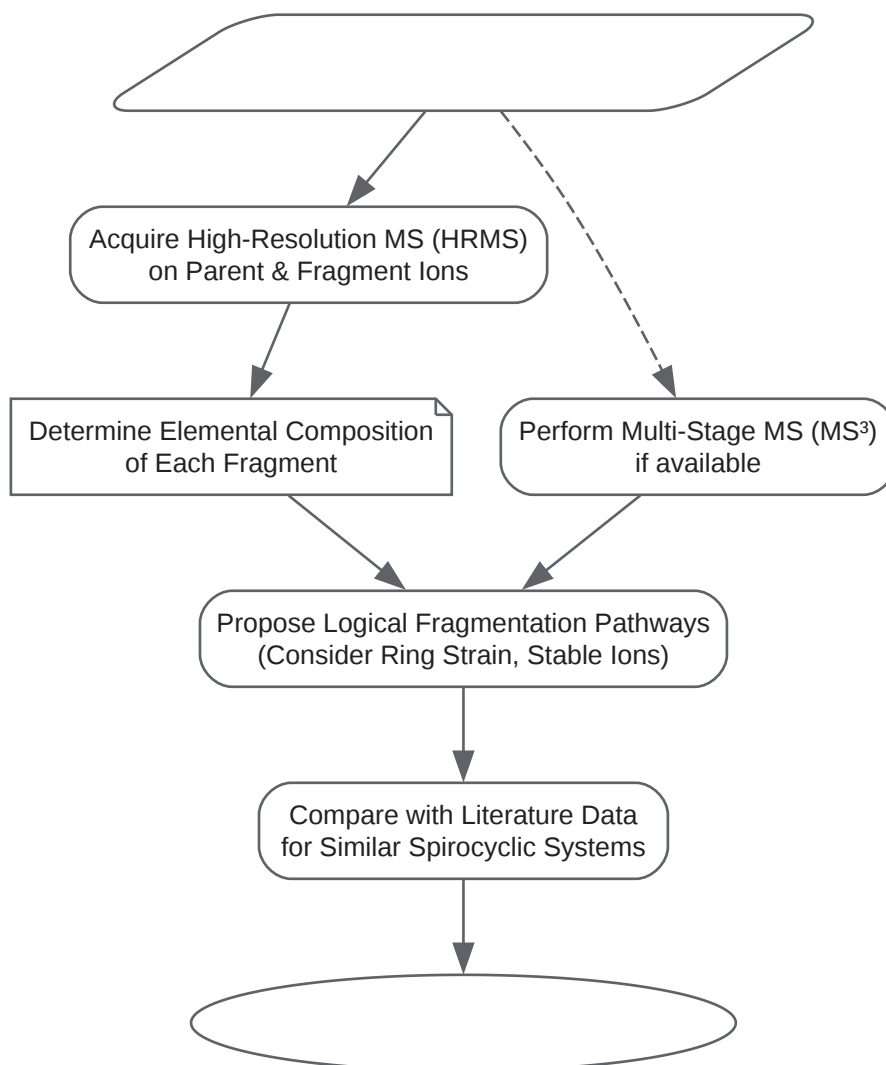 Acquire High-Resolution MS (HRMS)
on Parent & Fragment Ions
Determine Elemental Composition
of Each Fragment
Perform Multi-Stage MS (MS³)
if available
Propose Logical Fragmentation Pathways
(Consider Ring Strain, Stable Ions)
Compare with Literature Data
for Similar Spirocyclic Systems